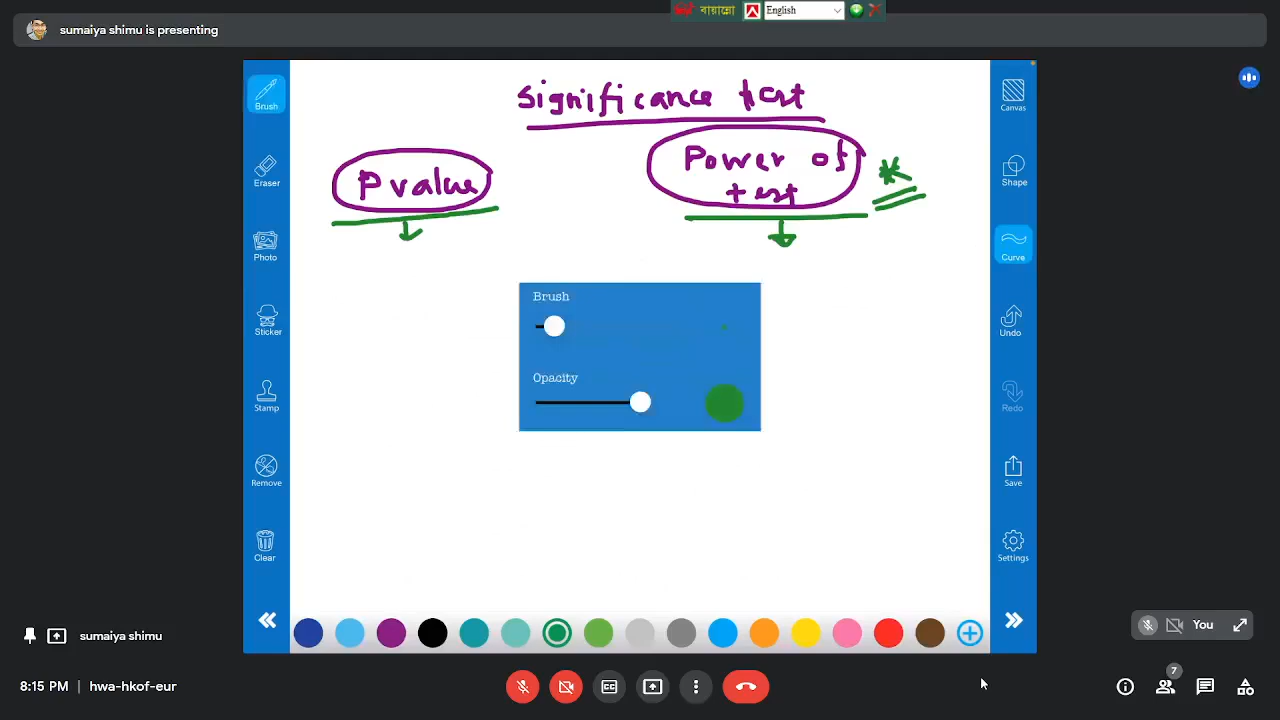 বায়ান্নো
English
sumaiya shimu is presenting
Significance test
P value
Power of
test
Brush
Eraser
Photo
Sticker
Stamp
Remove
Clear
Canvas
Shape
Curve
Undo
Redo
Save
Settings
Brush
Opacity
sumaiya shimu
You
8:15 PM | hwa-hkof-eur
7